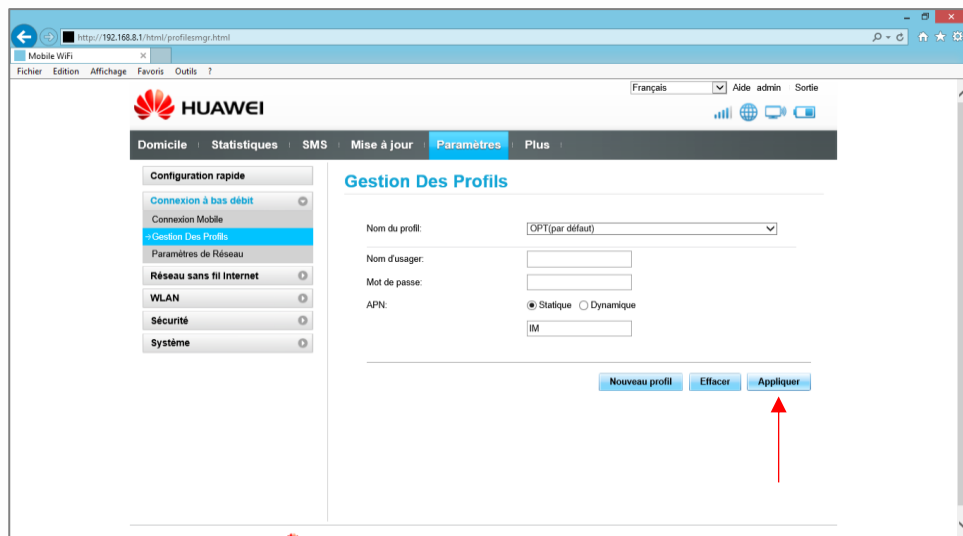 http://192.168.8.1/html/profilesmgr.html
Mobile WiFi
Fichier Edition Affichage Favoris Outils ?
Français Aide admin Sortie
HUAWEI
Domicile Statistiques SMS Mise à jour Paramètres Plus
Configuration rapide
Connexion à bas débit
Connexion Mobile
→Gestion Des Profils
Paramètres de Réseau
Réseau sans fil Internet
WLAN
Sécurité
Système
Gestion Des Profils
Nom du profil: OPT(par défaut)
Nom d'usager:
Mot de passe:
APN: Statique Dynamique
IM
Nouveau profil Effacer Appliquer